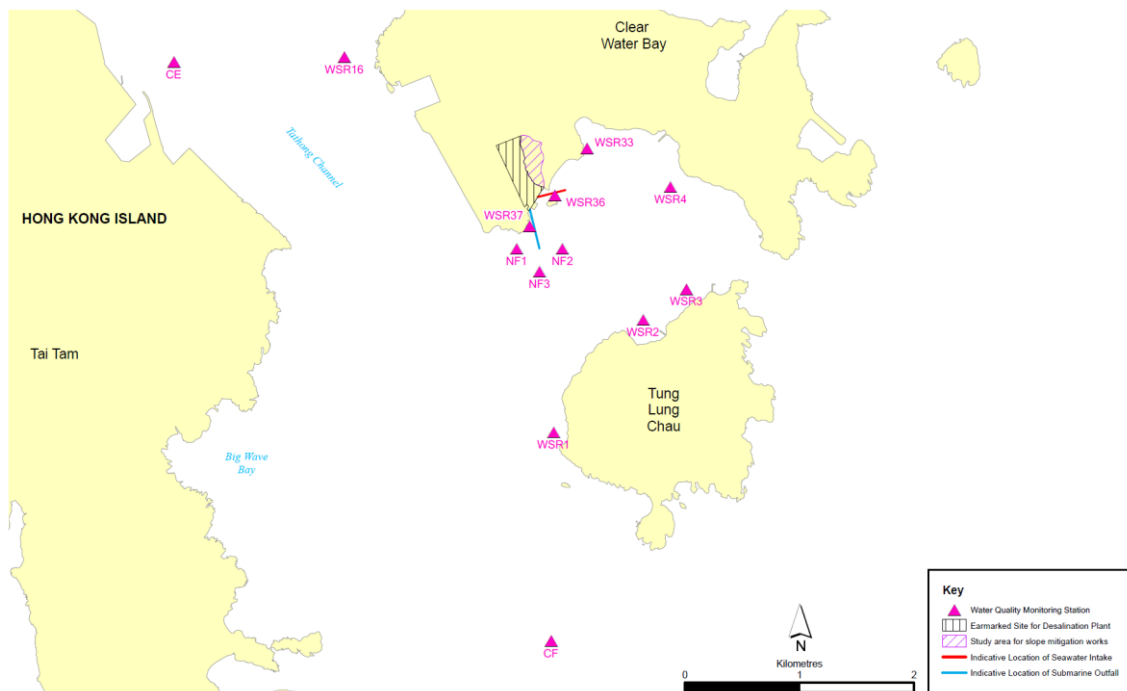 Clear
Water Bay
CE
WSR16
Tathong Channel
WSR33
WSR36
WSR4
HONG KONG ISLAND
WSR37
NF1
NF2
NF3
WSR3
WSR2
Tai Tam
Tung
Lung
Chau
WSR1
Big Wave
Bay
CF
N
Kilometres
0 1 2
Key
Water Quality Monitoring Station
Earmarked Site for Desalination Plant
Study area for slope mitigation works
Indicative Location of Seawater Intake
Indicative Location of Submarine Outfall